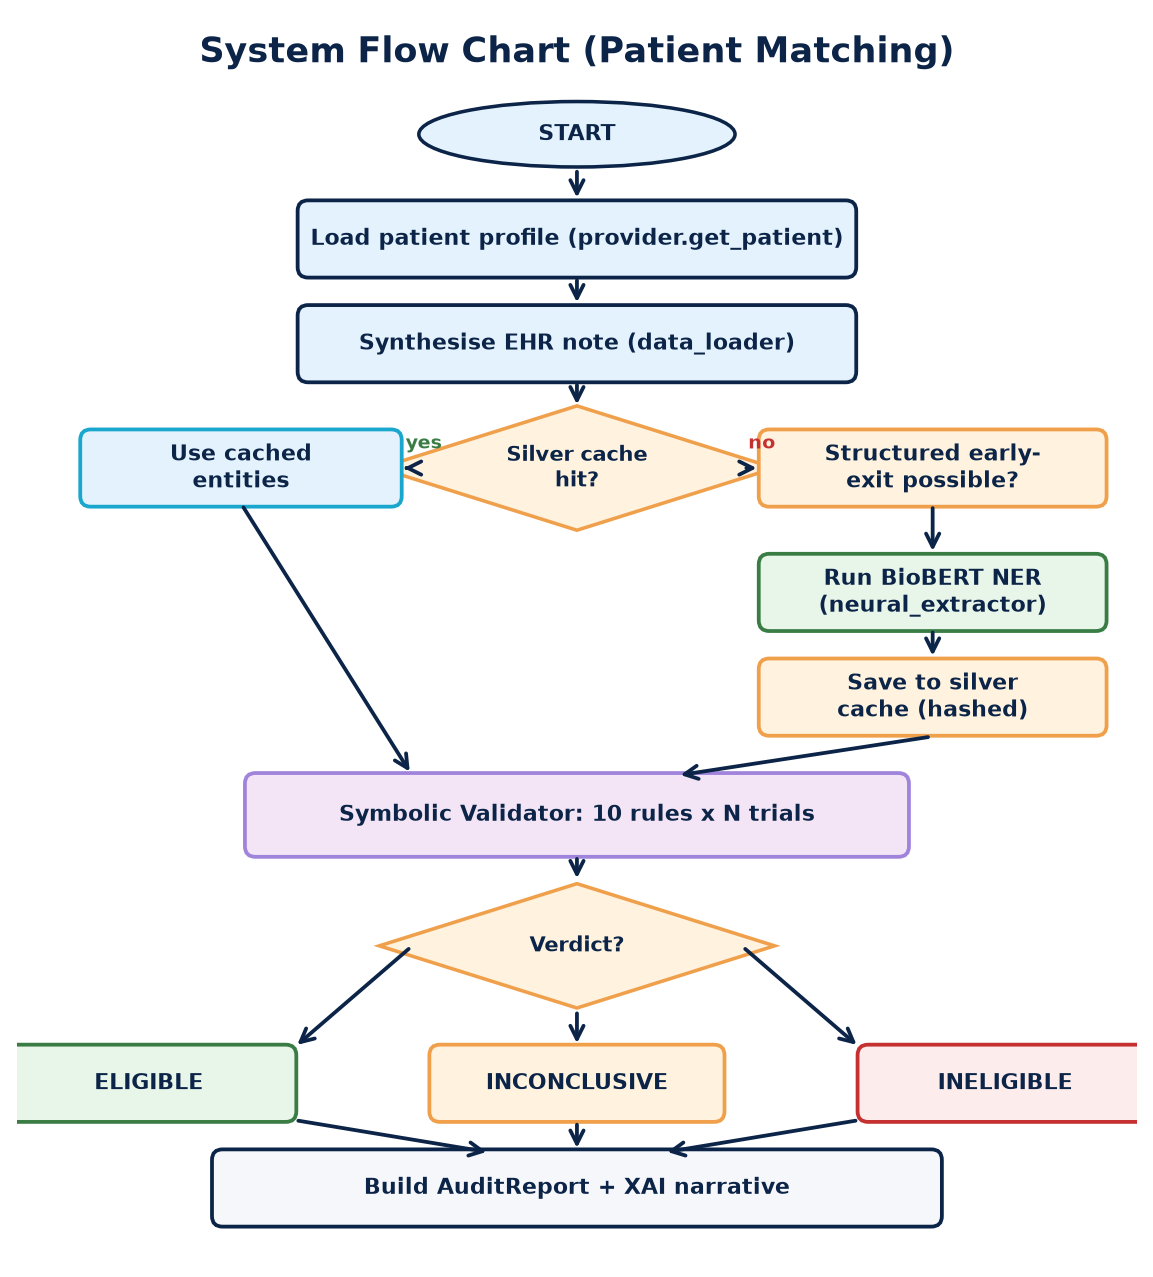 System Flow Chart (Patient Matching)
START
Load patient profile (provider.get_patient)
Synthesise EHR note (data_loader)
Use cached
entities
yes
Silver cache
hit?
no
Structured early-
exit possible?
Run BioBERT NER
(neural_extractor)
Save to silver
cache (hashed)
Symbolic Validator: 10 rules x N trials
Verdict?
ELIGIBLE
INCONCLUSIVE
INELIGIBLE
Build AuditReport + XAI narrative